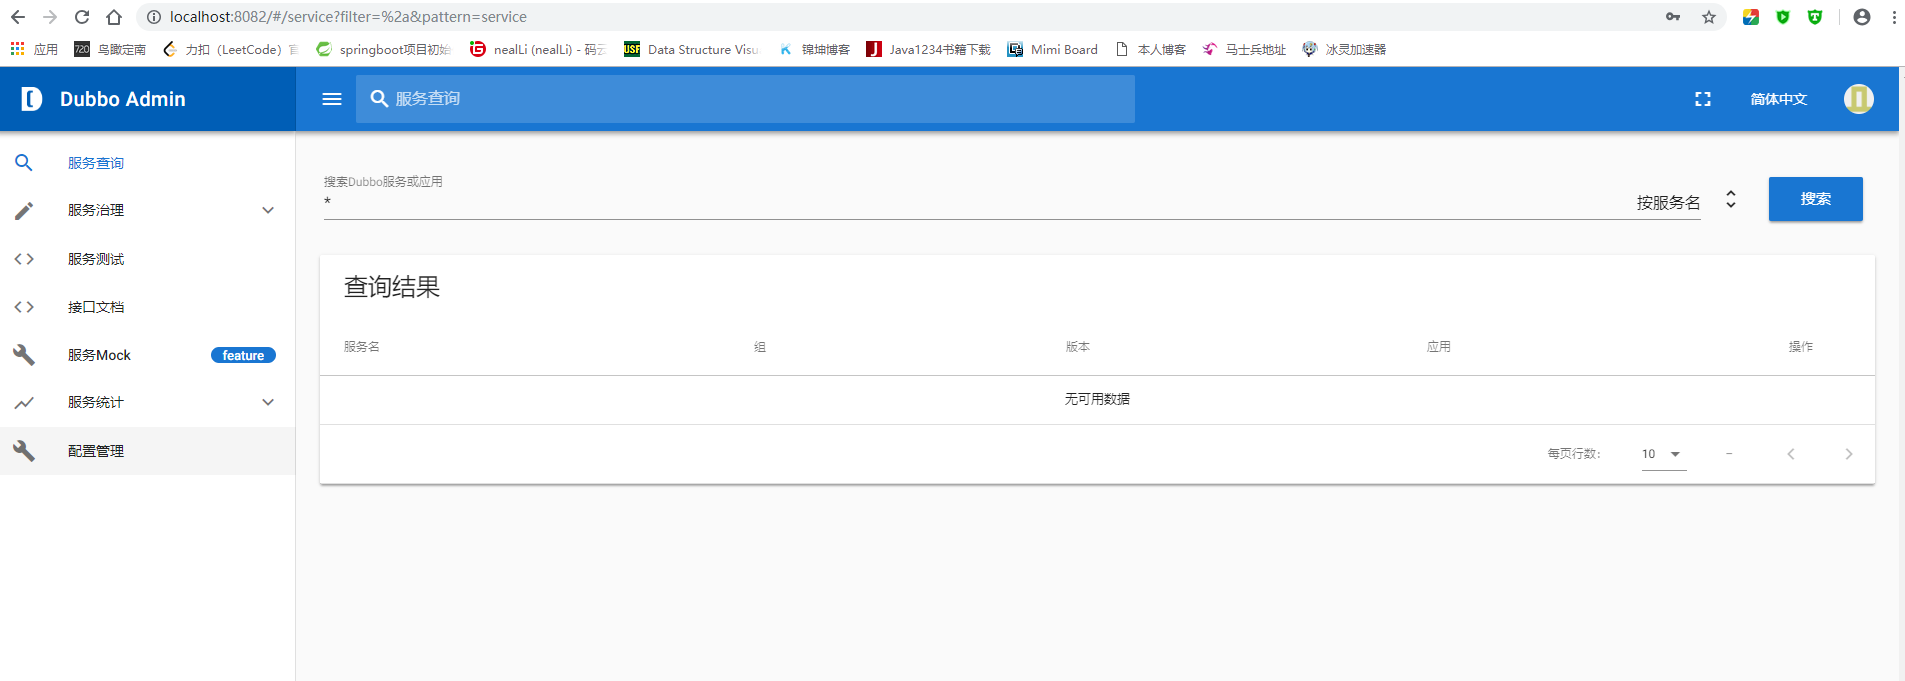 localhost:8082/#/service?filter=%2a&pattern=service
应用 720 鸟瞰定南 力扣（LeetCode）官 springboot项目初始 nealLi (nealLi) - 码云 USF Data Structure Visu 锦坤博客 Java1234书籍下载 Mimi Board 本人博客 马士兵地址 冰灵加速器
Dubbo Admin
服务查询
简体中文
服务查询
服务治理
服务测试
接口文档
服务Mock feature
服务统计
配置管理
搜索Dubbo服务或应用
* 按服务名
搜索
查询结果
服务名 组 版本 应用 操作
无可用数据
每页行数: 10 –